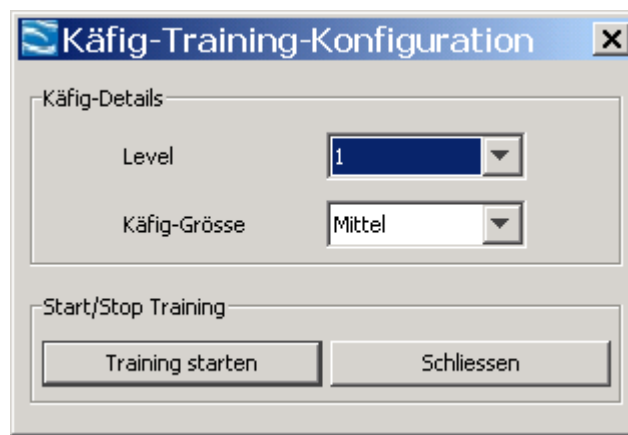 Käfig-Training-Konfiguration
Käfig-Details
Level 1
Käfig-Grösse Mittel
Start/Stop Training
Training starten Schliessen